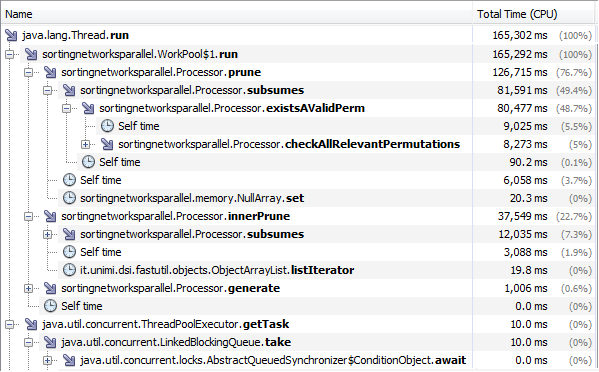 Name Total Time (CPU)
java.lang.Thread.run 165,302 ms (100%)
sortingnetworksparallel.WorkPool$1.run 165,292 ms (100%)
sortingnetworksparallel.Processor.prune 126,715 ms (76.7%)
sortingnetworksparallel.Processor.subsumes 81,591 ms (49.4%)
sortingnetworksparallel.Processor.existsAValidPerm 80,477 ms (48.7%)
Self time 9,025 ms (5.5%)
sortingnetworksparallel.Processor.checkAllRelevantPermutations 8,273 ms (5%)
Self time 90.2 ms (0.1%)
Self time 6,058 ms (3.7%)
sortingnetworksparallel.memory.NullArray.set 20.3 ms (0%)
sortingnetworksparallel.Processor.innerPrune 37,549 ms (22.7%)
sortingnetworksparallel.Processor.subsumes 12,035 ms (7.3%)
Self time 3,088 ms (1.9%)
it.unimi.dsi.fastutil.objects.ObjectArrayList.listIterator 19.8 ms (0%)
sortingnetworksparallel.Processor.generate 1,006 ms (0.6%)
Self time 0.0 ms (0%)
java.util.concurrent.ThreadPoolExecutor.getTask 10.0 ms (0%)
java.util.concurrent.LinkedBlockingQueue.take 10.0 ms (0%)
java.util.concurrent.locks.AbstractQueuedSynchronizer$ConditionObject.await 0.0 ms (0%)